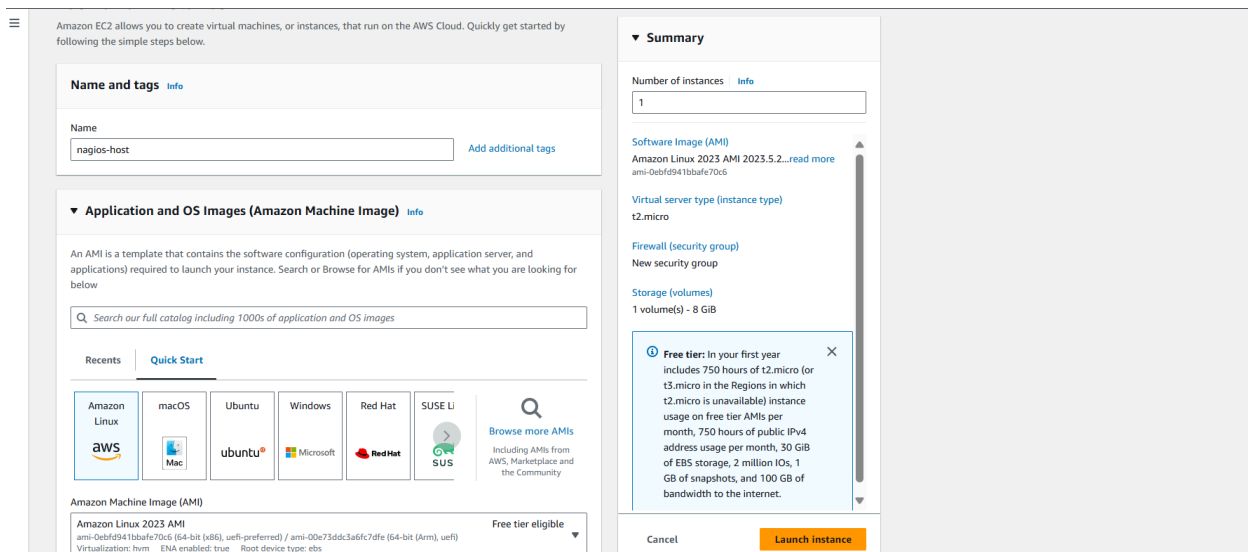 Amazon EC2 allows you to create virtual machines, or instances, that run on the AWS Cloud. Quickly get started by
following the simple steps below.
Name and tags Info
Name
nagios-host
Add additional tags
Application and OS Images (Amazon Machine Image) Info
An AMI is a template that contains the software configuration (operating system, application server, and
applications) required to launch your instance. Search or Browse for AMIs if you don't see what you are looking for
below
Search our full catalog including 1000s of application and OS images
Recents
Quick Start
Amazon
Linux
aws
macOS
Mac
Ubuntu
ubuntu
Windows
Microsoft
Red Hat
Red Hat
SUSE Li
SUS
Browse more AMIs
Including AMIs from
AWS, Marketplace and
the Community
Amazon Machine Image (AMI)
Amazon Linux 2023 AMI
Free tier eligible
ami-0ebfd941bbafe70c6 (64-bit (x86), uefi-preferred) / ami-00e73ddc3a6fc7dfe (64-bit (Arm), uefi)
Virtualization: hvm ENA enabled: true Root device type: ebs
Summary
Number of instances Info
1
Software Image (AMI)
Amazon Linux 2023 AMI 2023.5.2...read more
ami-0ebfd941bbafe70c6
Virtual server type (instance type)
t2.micro
Firewall (security group)
New security group
Storage (volumes)
1 volume(s) - 8 GiB
Free tier: In your first year
includes 750 hours of t2.micro (or
t3.micro in the Regions in which
t2.micro is unavailable) instance
usage on free tier AMIs per
month, 750 hours of public IPv4
address usage per month, 30 GiB
of EBS storage, 2 million IOs, 1
GB of snapshots, and 100 GB of
bandwidth to the internet.
Cancel
Launch instance